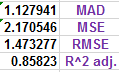 1.127941 MAD
2.170546 MSE
1.473277 RMSE
0.85823 R^2 adj.